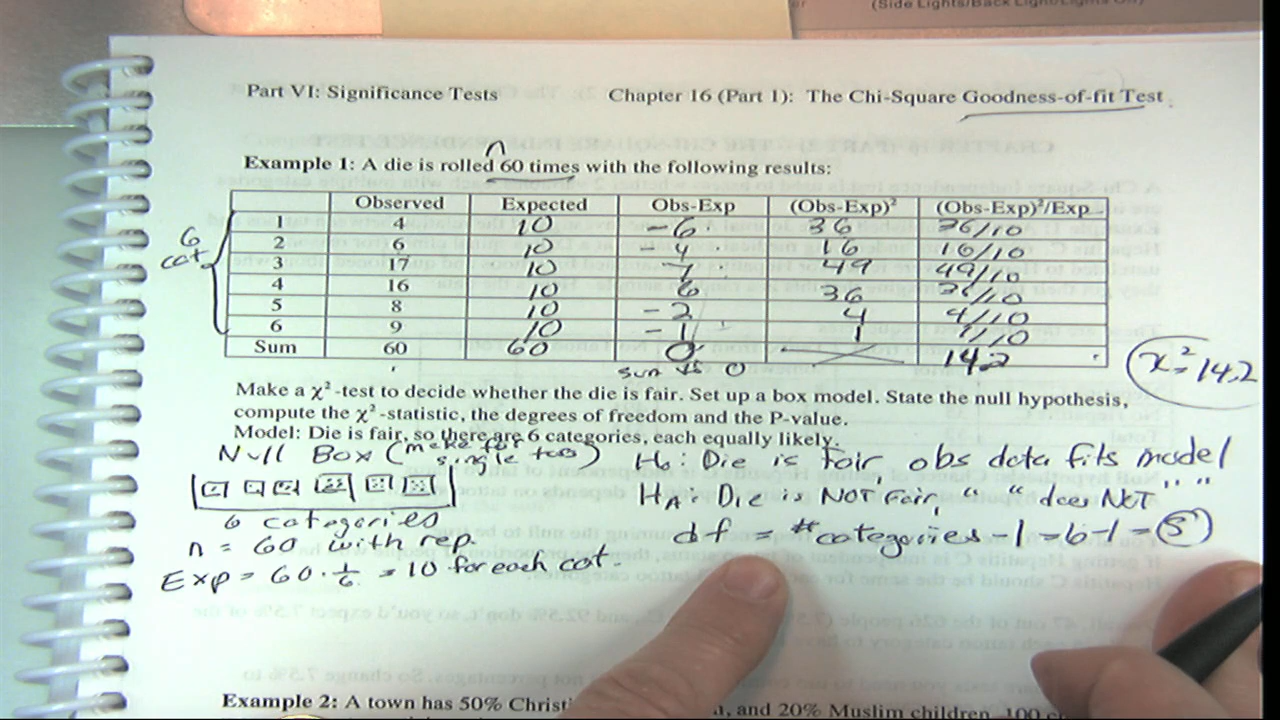 (Side Lights/Back Light/Lights Off)
Part VI: Significance Tests Chapter 16 (Part 1): The Chi-Square Goodness-of-fit Test
n
Example 1: A die is rolled 60 times with the following results:
Observed Expected Obs-Exp (Obs-Exp)² (Obs-Exp)²/Exp
1 4 10 -6 36 36/10
2 6 10 -4 16 16/10
6 cat
3 17 10 7 49 49/10
4 16 10 6 36 36/10
5 8 10 -2 4 4/10
6 9 10 -1 1 1/10
Sum 60 60 0 14.2
sum is 0
χ² = 14.2
Make a χ²-test to decide whether the die is fair. Set up a box model. State the null hypothesis,
compute the χ²-statistic, the degrees of freedom and the P-value.
Model: Die is fair, so there are 6 categories, each equally likely.
Null Box (make for single toss)
6 categories
n = 60 with rep.
Exp = 60 · 1/6 = 10 for each cat.
H₀: Die is fair, obs data fits model
H_A: Die is NOT fair, " " does NOT " "
df = # categories - 1 = 6-1 = 5
Example 2: A town has 50% Christi n, and 20% Muslim children. 100